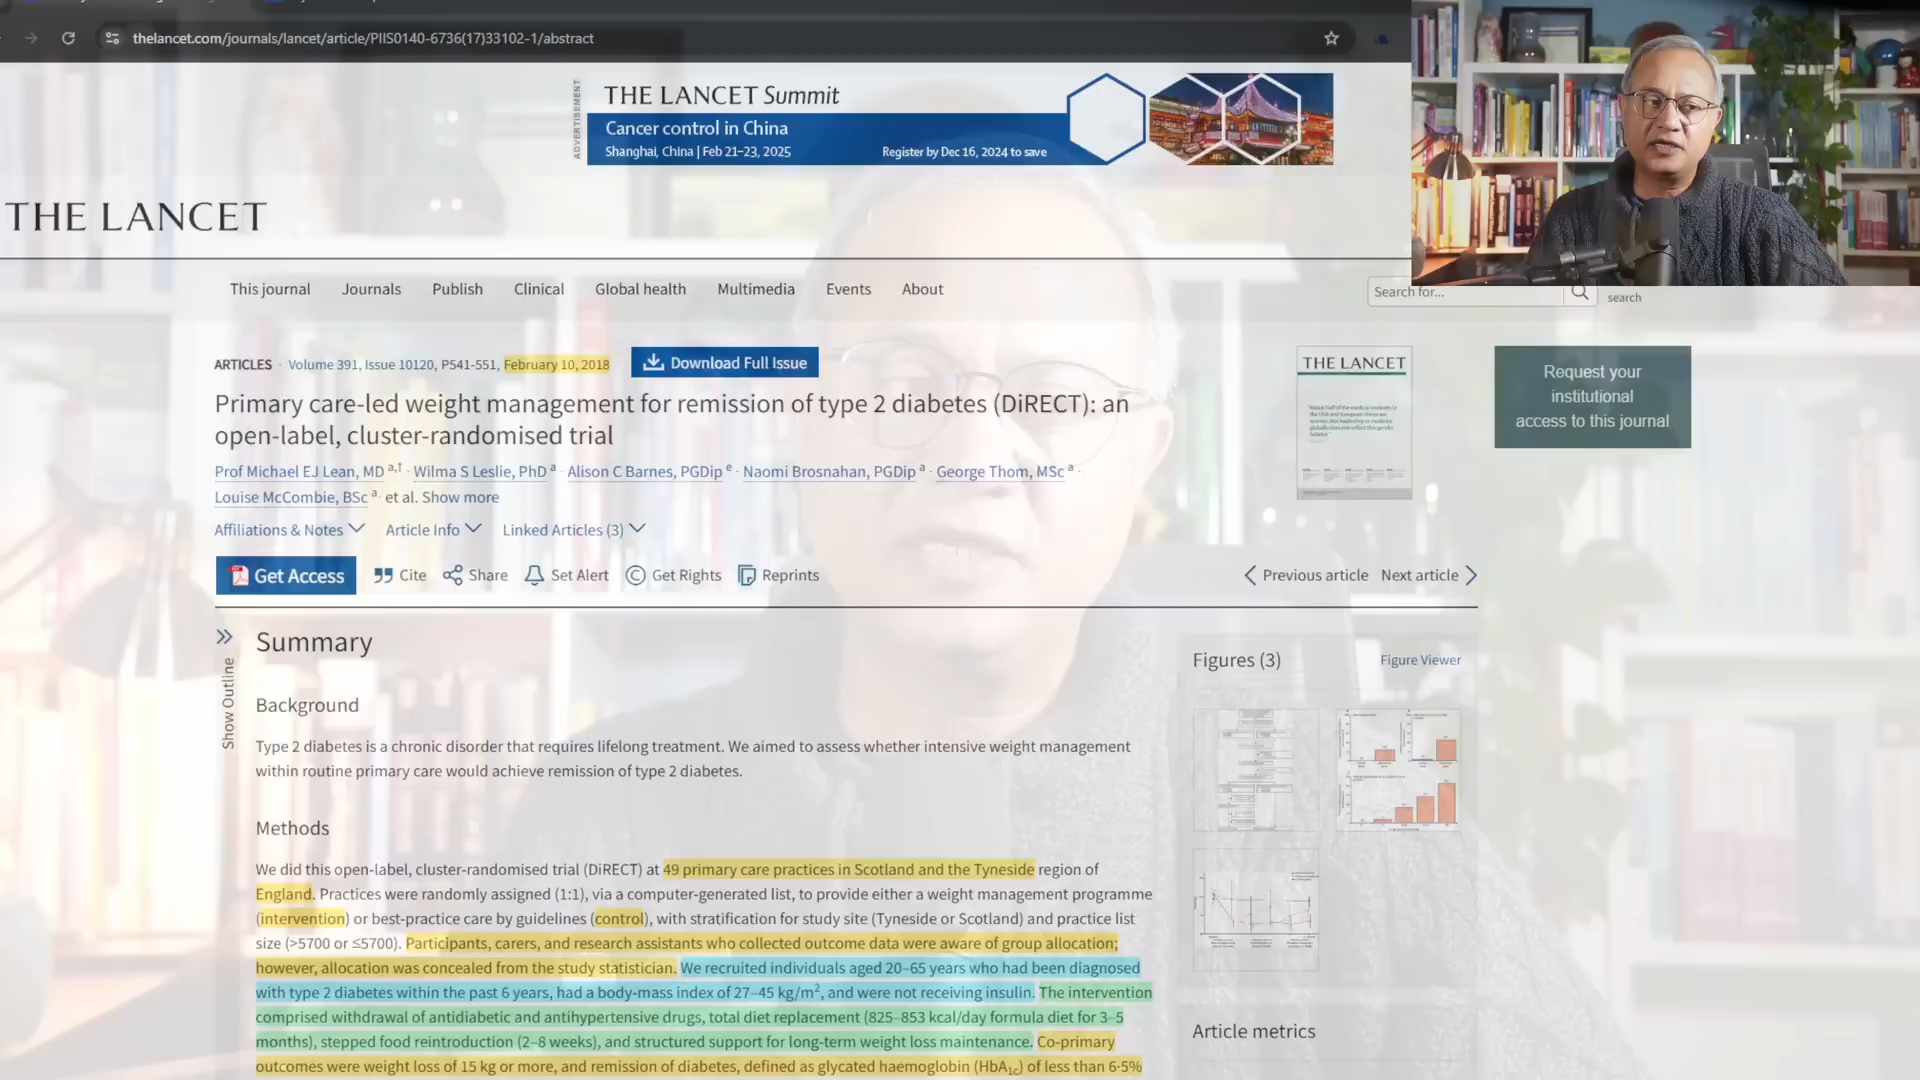 thelancet.com/journals/lancet/article/PIIS0140-6736(17)33102-1/abstract
ADVERTISEMENT
THE LANCET Summit
Cancer control in China
Shanghai, China | Feb 21–23, 2025
Register by Dec 16, 2024 to save
THE LANCET
This journal Journals Publish Clinical Global health Multimedia Events About
Search for...
search
ARTICLES · Volume 391, Issue 10120, P541-551, February 10, 2018
Download Full Issue
Primary care-led weight management for remission of type 2 diabetes (DiRECT): an
open-label, cluster-randomised trial
Prof Michael EJ Lean, MD a,† · Wilma S Leslie, PhD a · Alison C Barnes, PGDip e · Naomi Brosnahan, PGDip a · George Thom, MSc a ·
Louise McCombie, BSc a · et al. Show more
Affiliations & Notes Article Info Linked Articles (3)
Get Access Cite Share Set Alert Get Rights Reprints
Previous article Next article
THE LANCET
Request your
institutional
access to this journal
Show Outline
Summary
Background
Type 2 diabetes is a chronic disorder that requires lifelong treatment. We aimed to assess whether intensive weight management
within routine primary care would achieve remission of type 2 diabetes.
Methods
We did this open-label, cluster-randomised trial (DiRECT) at 49 primary care practices in Scotland and the Tyneside region of
England. Practices were randomly assigned (1:1), via a computer-generated list, to provide either a weight management programme
(intervention) or best-practice care by guidelines (control), with stratification for study site (Tyneside or Scotland) and practice list
size (>5700 or ≤5700). Participants, carers, and research assistants who collected outcome data were aware of group allocation;
however, allocation was concealed from the study statistician. We recruited individuals aged 20–65 years who had been diagnosed
with type 2 diabetes within the past 6 years, had a body-mass index of 27–45 kg/m², and were not receiving insulin. The intervention
comprised withdrawal of antidiabetic and antihypertensive drugs, total diet replacement (825–853 kcal/day formula diet for 3–5
months), stepped food reintroduction (2–8 weeks), and structured support for long-term weight loss maintenance. Co-primary
outcomes were weight loss of 15 kg or more, and remission of diabetes, defined as glycated haemoglobin (HbA1c) of less than 6·5%
Figures (3)
Figure Viewer
Article metrics